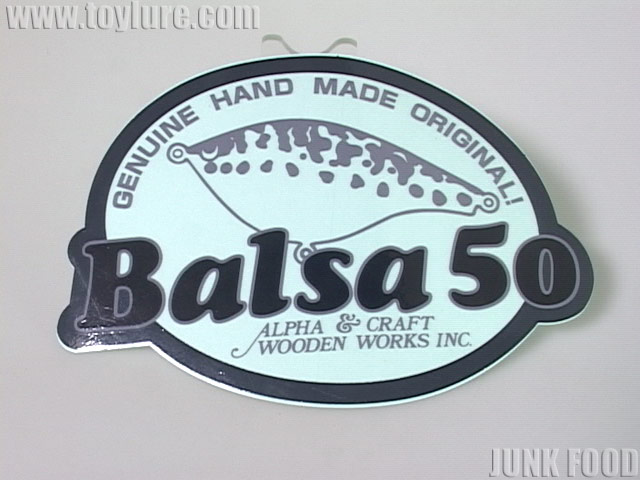 www.toylure.com
GENUINE HAND MADE ORIGINAL!
Balsa 50
ALPHA & CRAFT
WOODEN WORKS INC.
JUNK FOOD